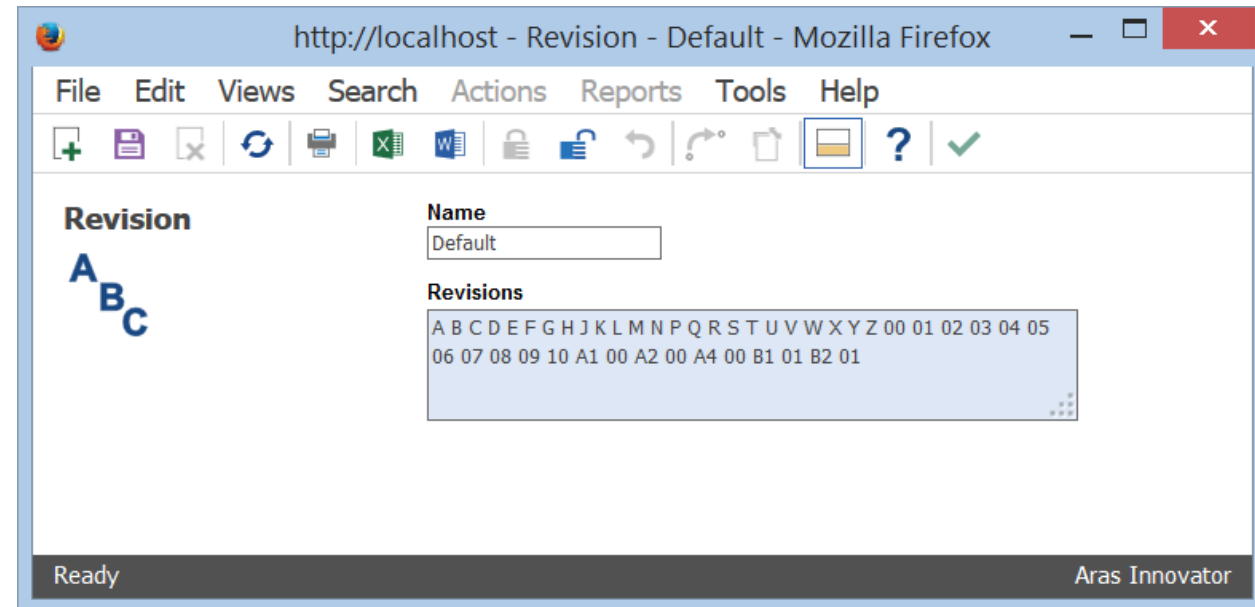 http://localhost - Revision - Default - Mozilla Firefox
File Edit Views Search Actions Reports Tools Help
Revision
A
B
C
Name
Default
Revisions
A B C D E F G H J K L M N P Q R S T U V W X Y Z 00 01 02 03 04 05
06 07 08 09 10 A1 00 A2 00 A4 00 B1 01 B2 01
Ready
Aras Innovator